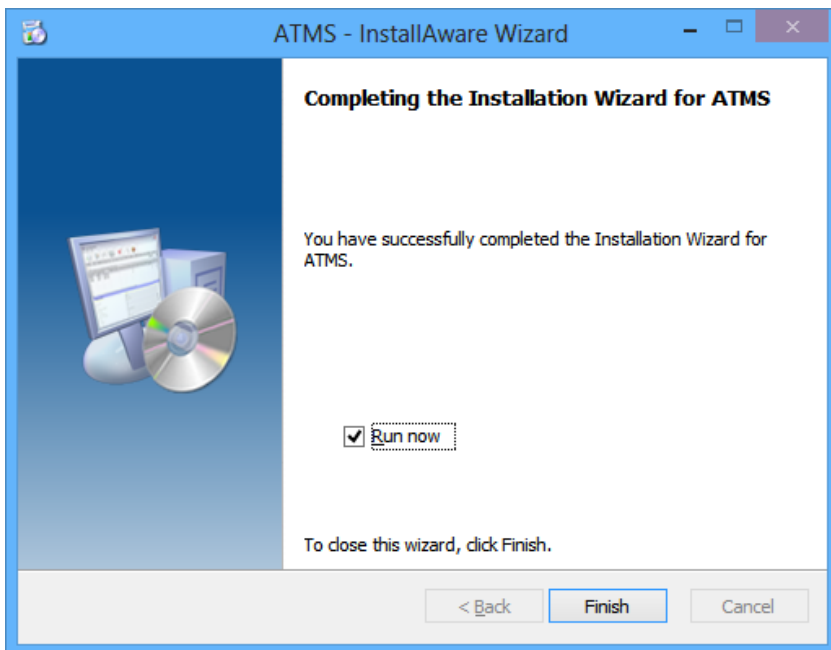 ATMS - InstallAware Wizard
Completing the Installation Wizard for ATMS
You have successfully completed the Installation Wizard for
ATMS.
Run now
To close this wizard, click Finish.
< Back Finish Cancel